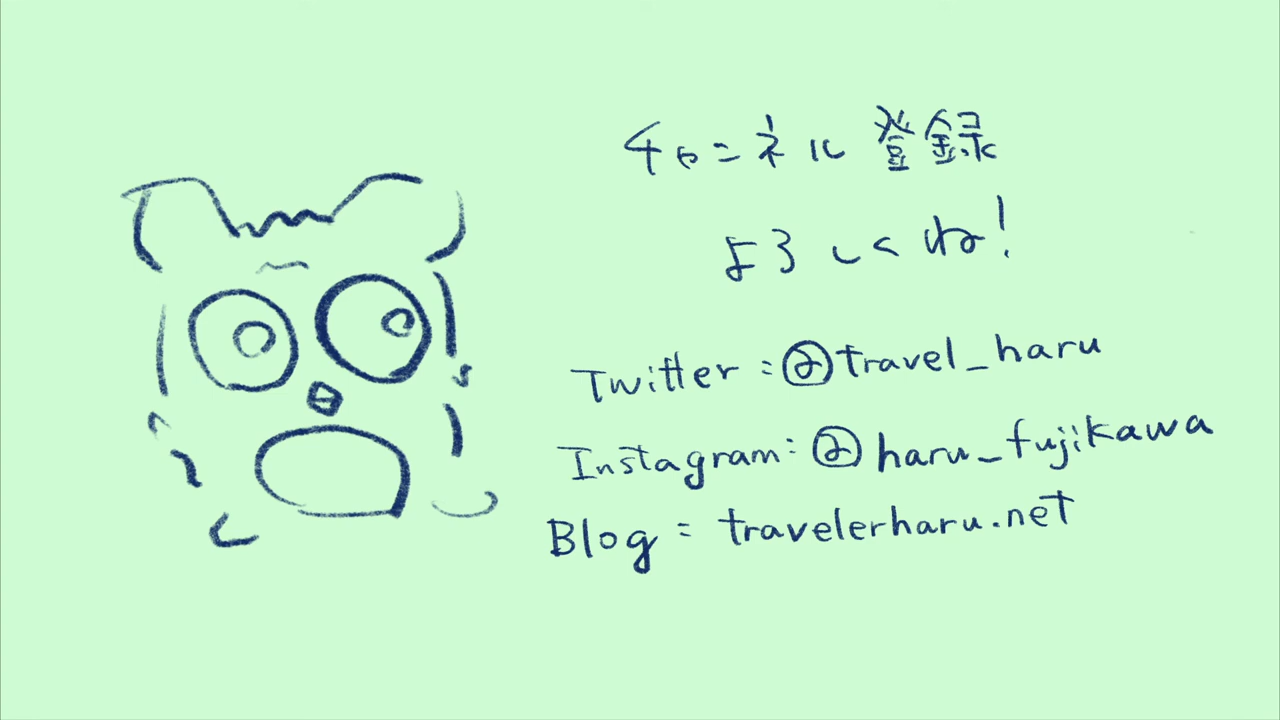 チャンネル登録
よろしくね!
Twitter:@travel_haru
Instagram:@haru_fujikawa
Blog:travelerharu.net